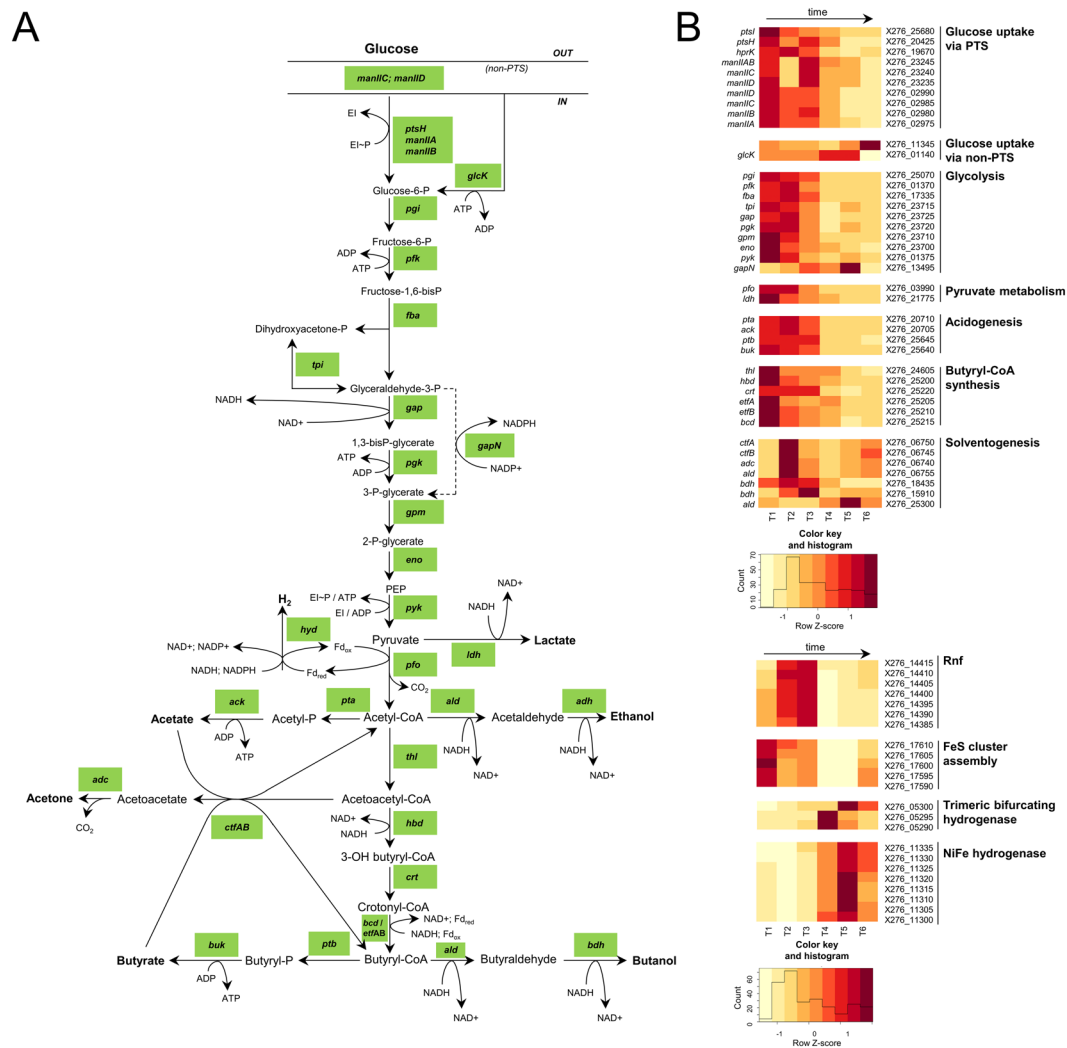 A
Glucose
OUT
(non-PTS)
manIIC; manIID
IN
EI
EI~P
ptsH
manIIA
manIIB
glcK
Glucose-6-P
ATP
ADP
pgi
Fructose-6-P
ADP
ATP
pfk
Fructose-1,6-bisP
fba
Dihydroxyacetone-P
tpi
Glyceraldehyde-3-P
NADH
NAD+
gap
NADPH
gapN
NADP+
1,3-bisP-glycerate
ATP
ADP
pgk
3-P-glycerate
gpm
2-P-glycerate
eno
PEP
EI~P / ATP
EI / ADP
pyk
NAD+
NADH
H2
hyd
Pyruvate
Lactate
ldh
NAD+; NADP+
Fdox
NADH; NADPH
Fdred
pfo
CO2
ack
pta
ald
adh
Acetate
Acetyl-P
Acetyl-CoA
Acetaldehyde
Ethanol
ADP
ATP
NADH
NAD+
NADH
NAD+
thl
adc
Acetone
Acetoacetate
Acetoacetyl-CoA
CO2
ctfAB
NAD+
NADH
hbd
3-OH butyryl-CoA
crt
Crotonyl-CoA
bcd /
etfAB
NAD+; Fdred
NADH; Fdox
buk
ptb
ald
bdh
Butyrate
Butyryl-P
Butyryl-CoA
Butyraldehyde
Butanol
ADP
ATP
NADH
NAD+
NADH
NAD+
B
time
ptsI X276_25680 Glucose uptake
ptsH X276_20425 via PTS
hprK X276_19670
manIIAB X276_23245
manIIC X276_23240
manIID X276_23235
manIID X276_02990
manIIC X276_02985
manIIB X276_02980
manIIA X276_02975
X276_11345 Glucose uptake
glcK X276_01140 via non-PTS
pgi X276_25070 Glycolysis
pfk X276_01370
fba X276_17335
tpi X276_23715
gap X276_23725
pgk X276_23720
gpm X276_23710
eno X276_23700
pyk X276_01375
gapN X276_13495
pfo X276_03990 Pyruvate metabolism
ldh X276_21775
pta X276_20710 Acidogenesis
ack X276_20705
ptb X276_25645
buk X276_25640
thl X276_24605 Butyryl-CoA
hbd X276_25200 synthesis
crt X276_25220
etfA X276_25205
etfB X276_25210
bcd X276_25215
ctfA X276_06750 Solventogenesis
ctfB X276_06745
adc X276_06740
ald X276_06755
bdh X276_18435
bdh X276_15910
ald X276_25300
T1 T2 T3 T4 T5 T6
Color key
and histogram
Count
0 10 30 50 70
-1 0 1
Row Z-score
time
X276_14415 Rnf
X276_14410
X276_14405
X276_14400
X276_14395
X276_14390
X276_14385
X276_17610 FeS cluster
X276_17605 assembly
X276_17600
X276_17595
X276_17590
X276_05300 Trimeric bifurcating
X276_05295 hydrogenase
X276_05290
X276_11335 NiFe hydrogenase
X276_11330
X276_11325
X276_11320
X276_11315
X276_11310
X276_11305
X276_11300
T1 T2 T3 T4 T5 T6
Color key
and histogram
Count
0 20 40 60
-1 0 1
Row Z-score